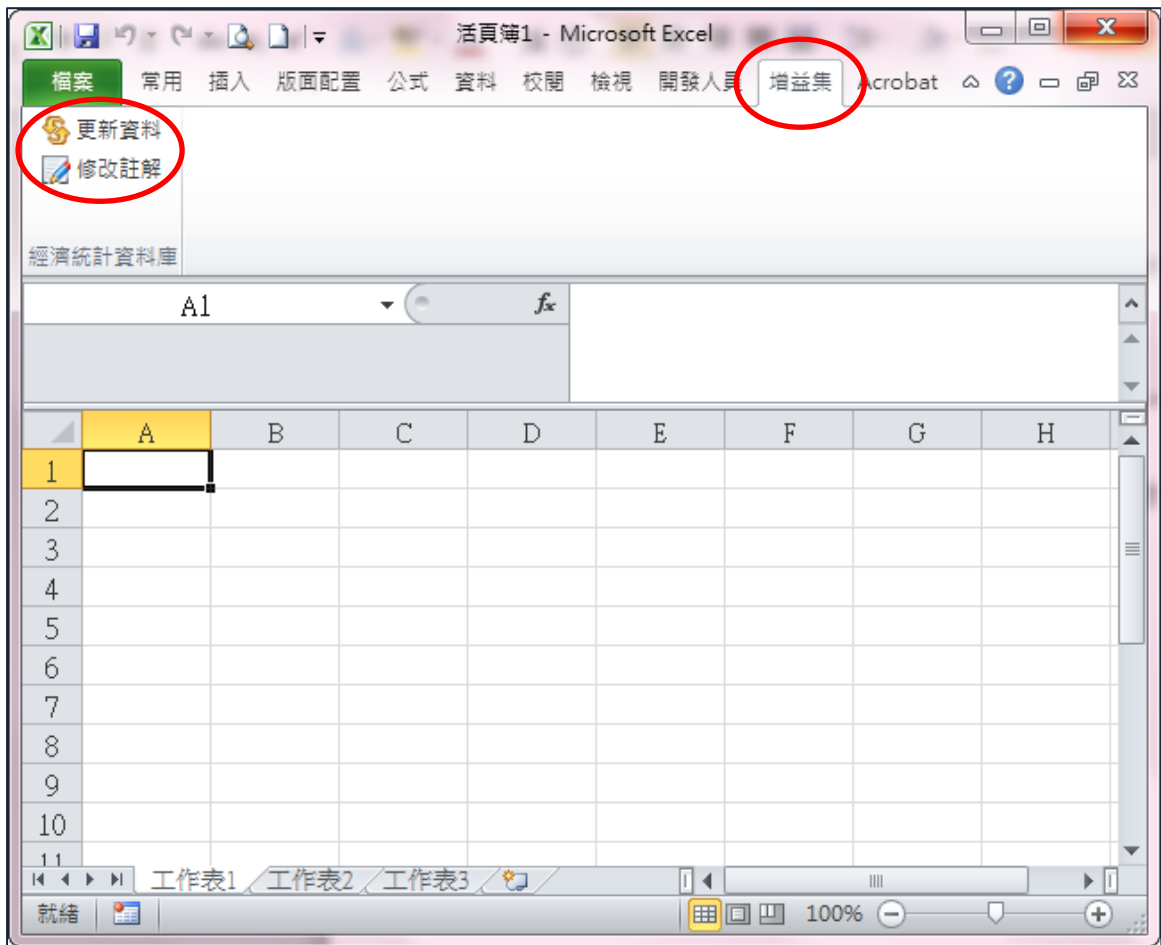 活頁簿1 - Microsoft Excel
檔案 常用 插入 版面配置 公式 資料 校閱 檢視 開發人員 增益集 Acrobat
更新資料
修改註解
經濟統計資料庫
A1 fx
A B C D E F G H
1
2
3
4
5
6
7
8
9
10
11
工作表1 工作表2 工作表3
就緒 100%